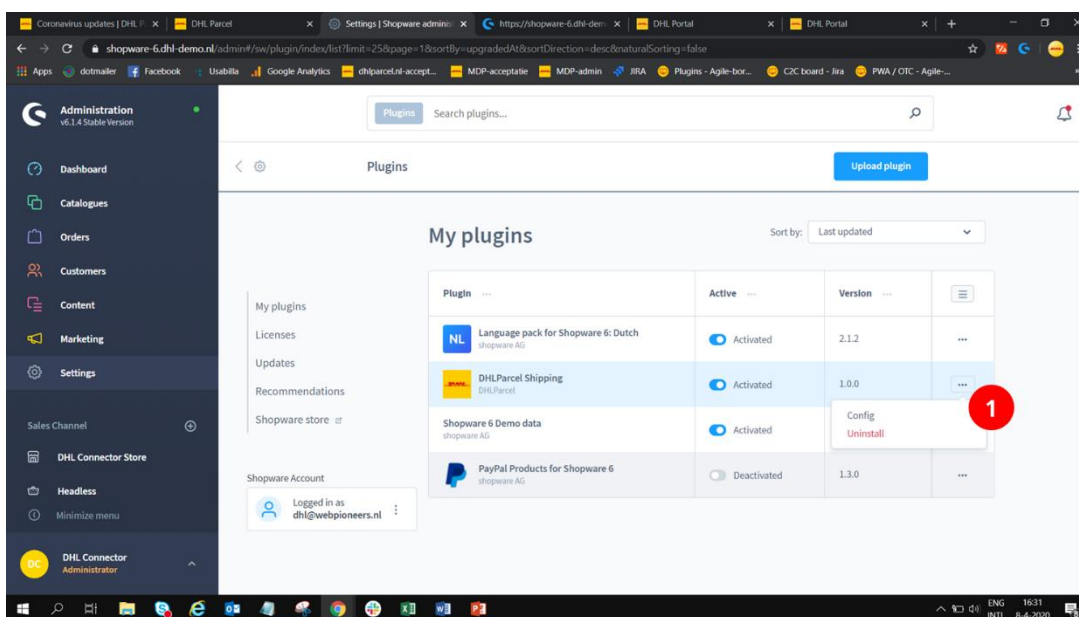 Coronavirus updates | DHL P
DHL Parcel
Settings | Shopware adminis
https://shopware-6.dhl-dem
DHL Portal
DHL Portal
shopware-6.dhl-demo.nl/admin#/sw/plugin/index/list?limit=25&page=1&sortBy=upgradedAt&sortDirection=desc&naturalSorting=false
Apps
dotmailer
Facebook
Usabilla
Google Analytics
dhlparcel.nl-accept...
MDP-acceptatie
MDP-admin
JIRA
Plugins - Agile-bor...
C2C board - Jira
PWA / OTC - Agile-...
Administration
v6.1.4 Stable Version
Plugins
Search plugins...
Dashboard
Catalogues
Orders
Customers
Content
Marketing
Settings
Sales Channel
DHL Connector Store
Headless
Minimize menu
DC
DHL Connector
Administrator
Plugins
Upload plugin
My plugins
Sort by:
Last updated
My plugins
Licenses
Updates
Recommendations
Shopware store
Shopware Account
Logged in as
dhl@webpioneers.nl
Plugin ...
Active ...
Version ...
NL
Language pack for Shopware 6: Dutch
shopware AG
Activated
2.1.2
DHLParcel Shipping
DHLParcel
Activated
1.0.0
Shopware 6 Demo data
shopware AG
Activated
Config
Uninstall
1
PayPal Products for Shopware 6
shopware AG
Deactivated
1.3.0
ENG
INTL
16:31
8-4-2020